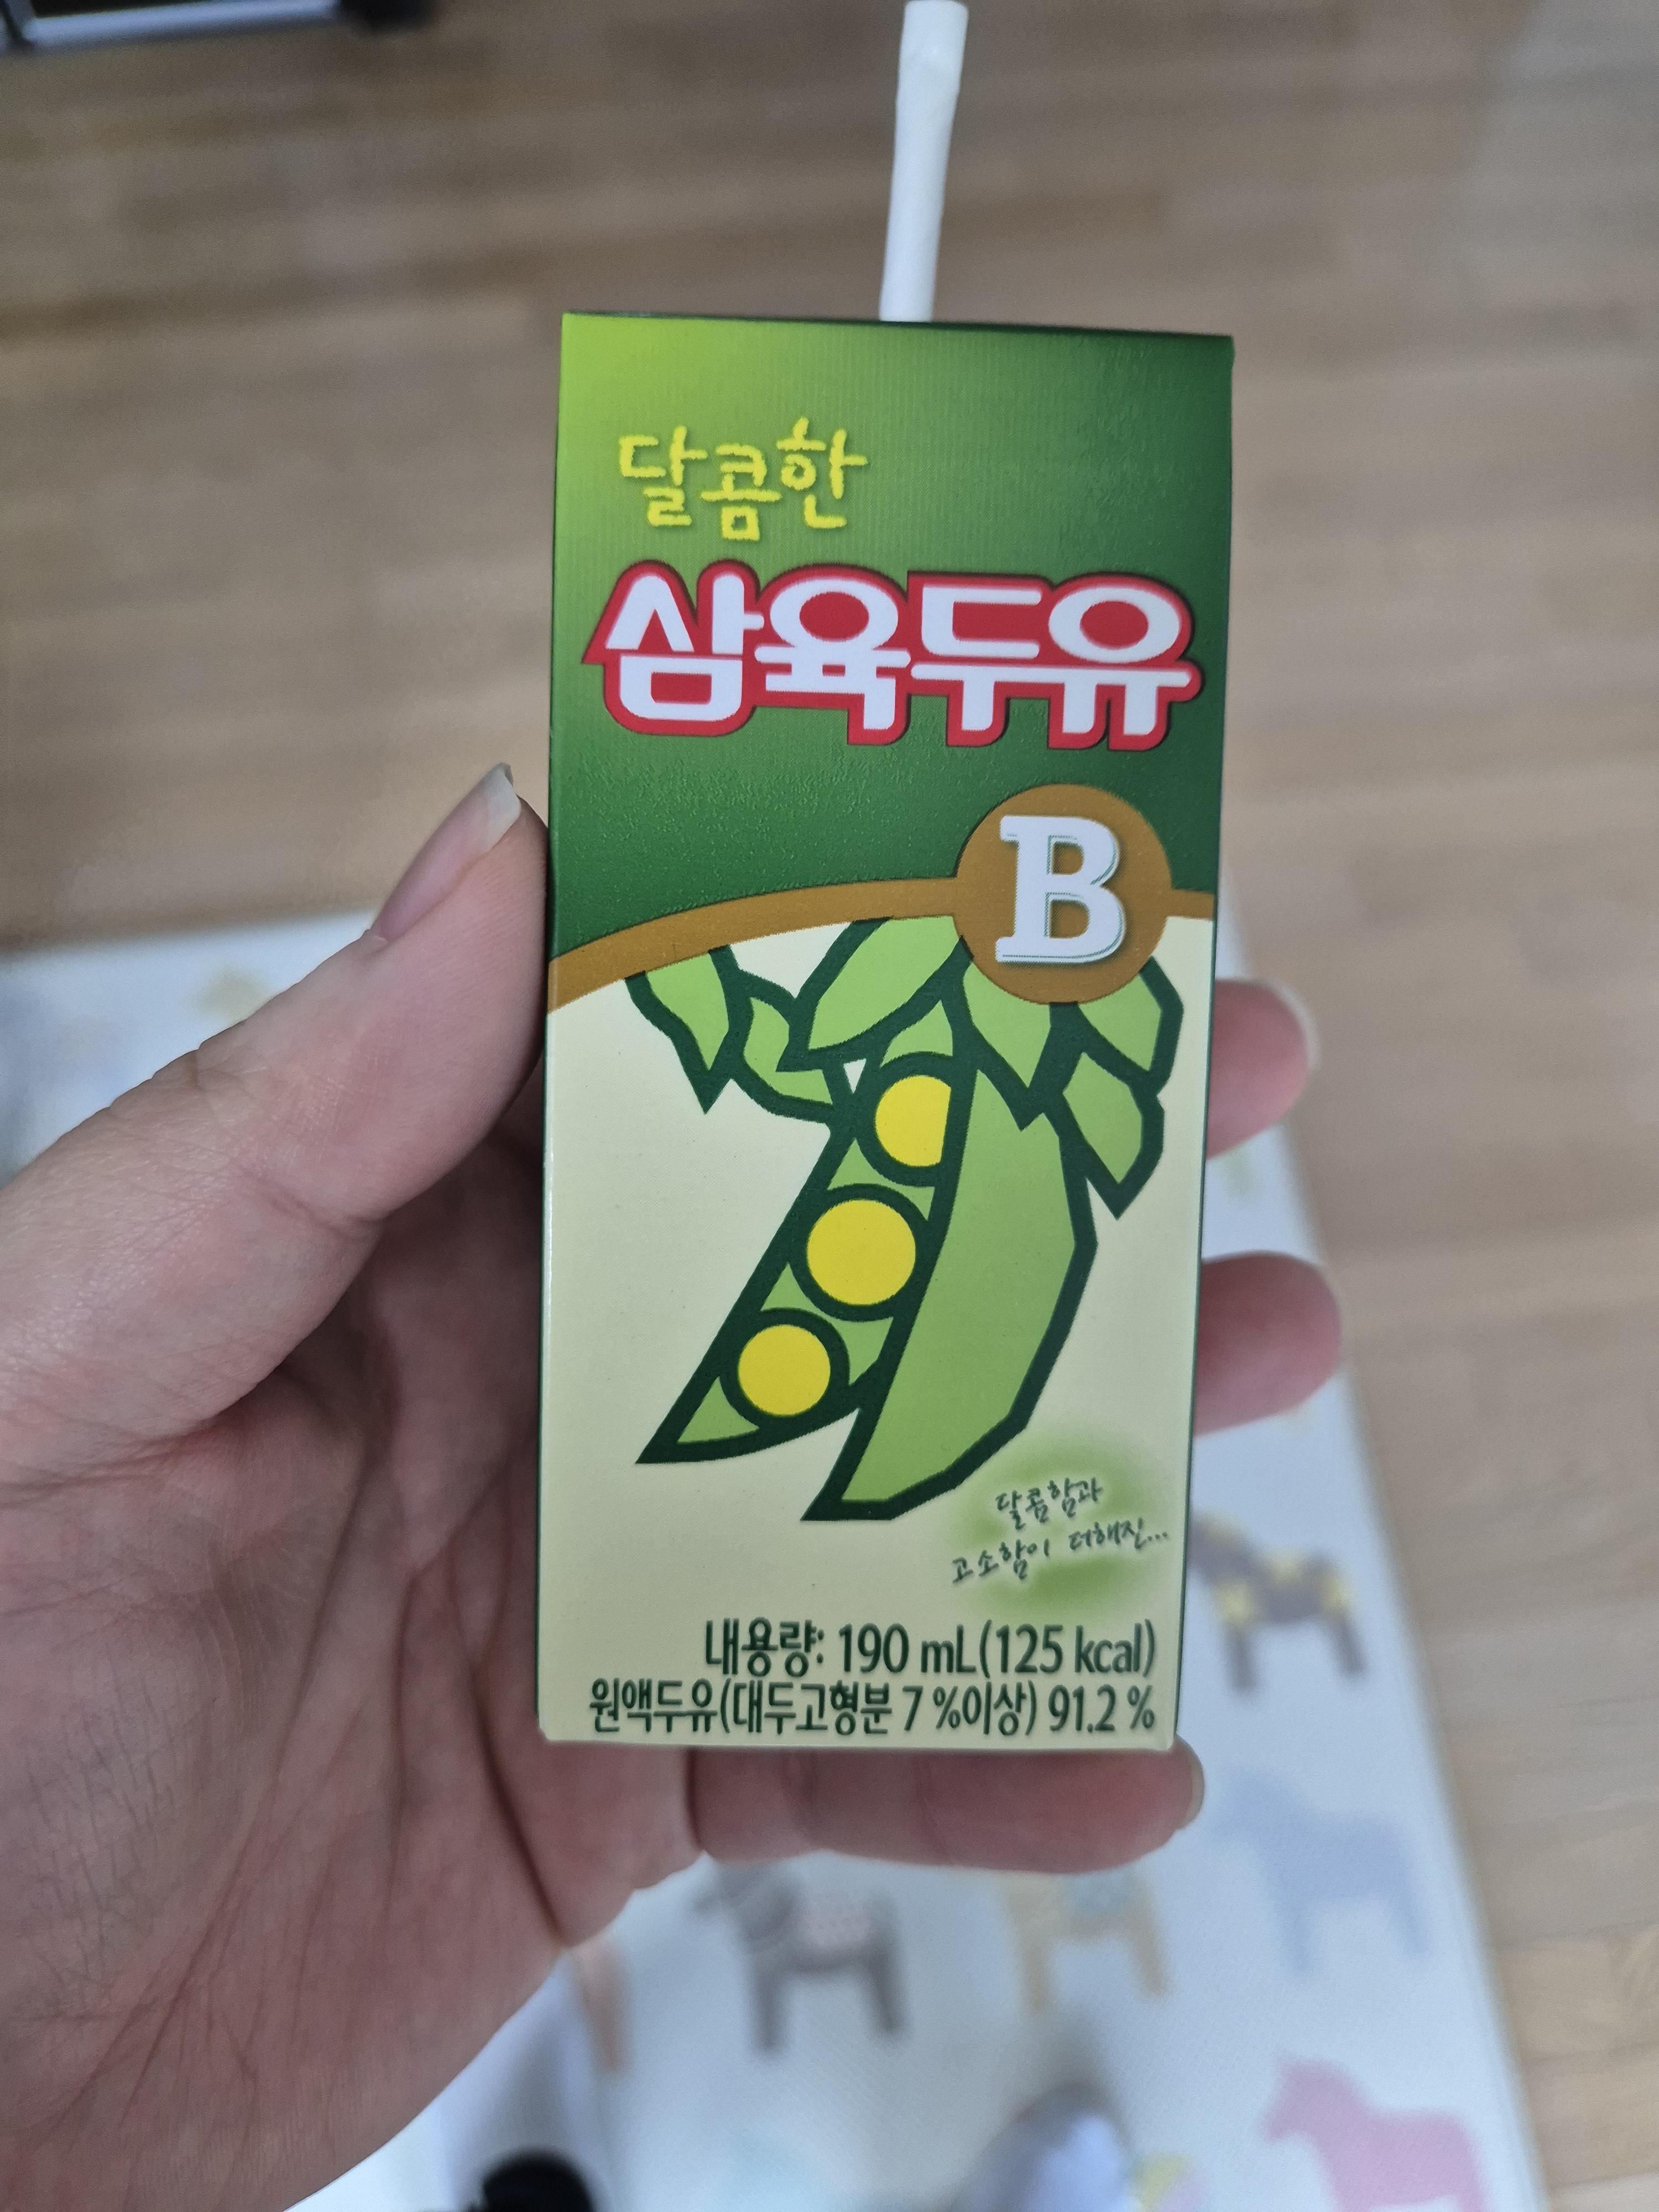 달콤한
삼육두유
B
달콤함과
고소함이 더해진...
내용량: 190 mL(125 kcal)
원액두유(대두고형분 7 %이상) 91.2 %